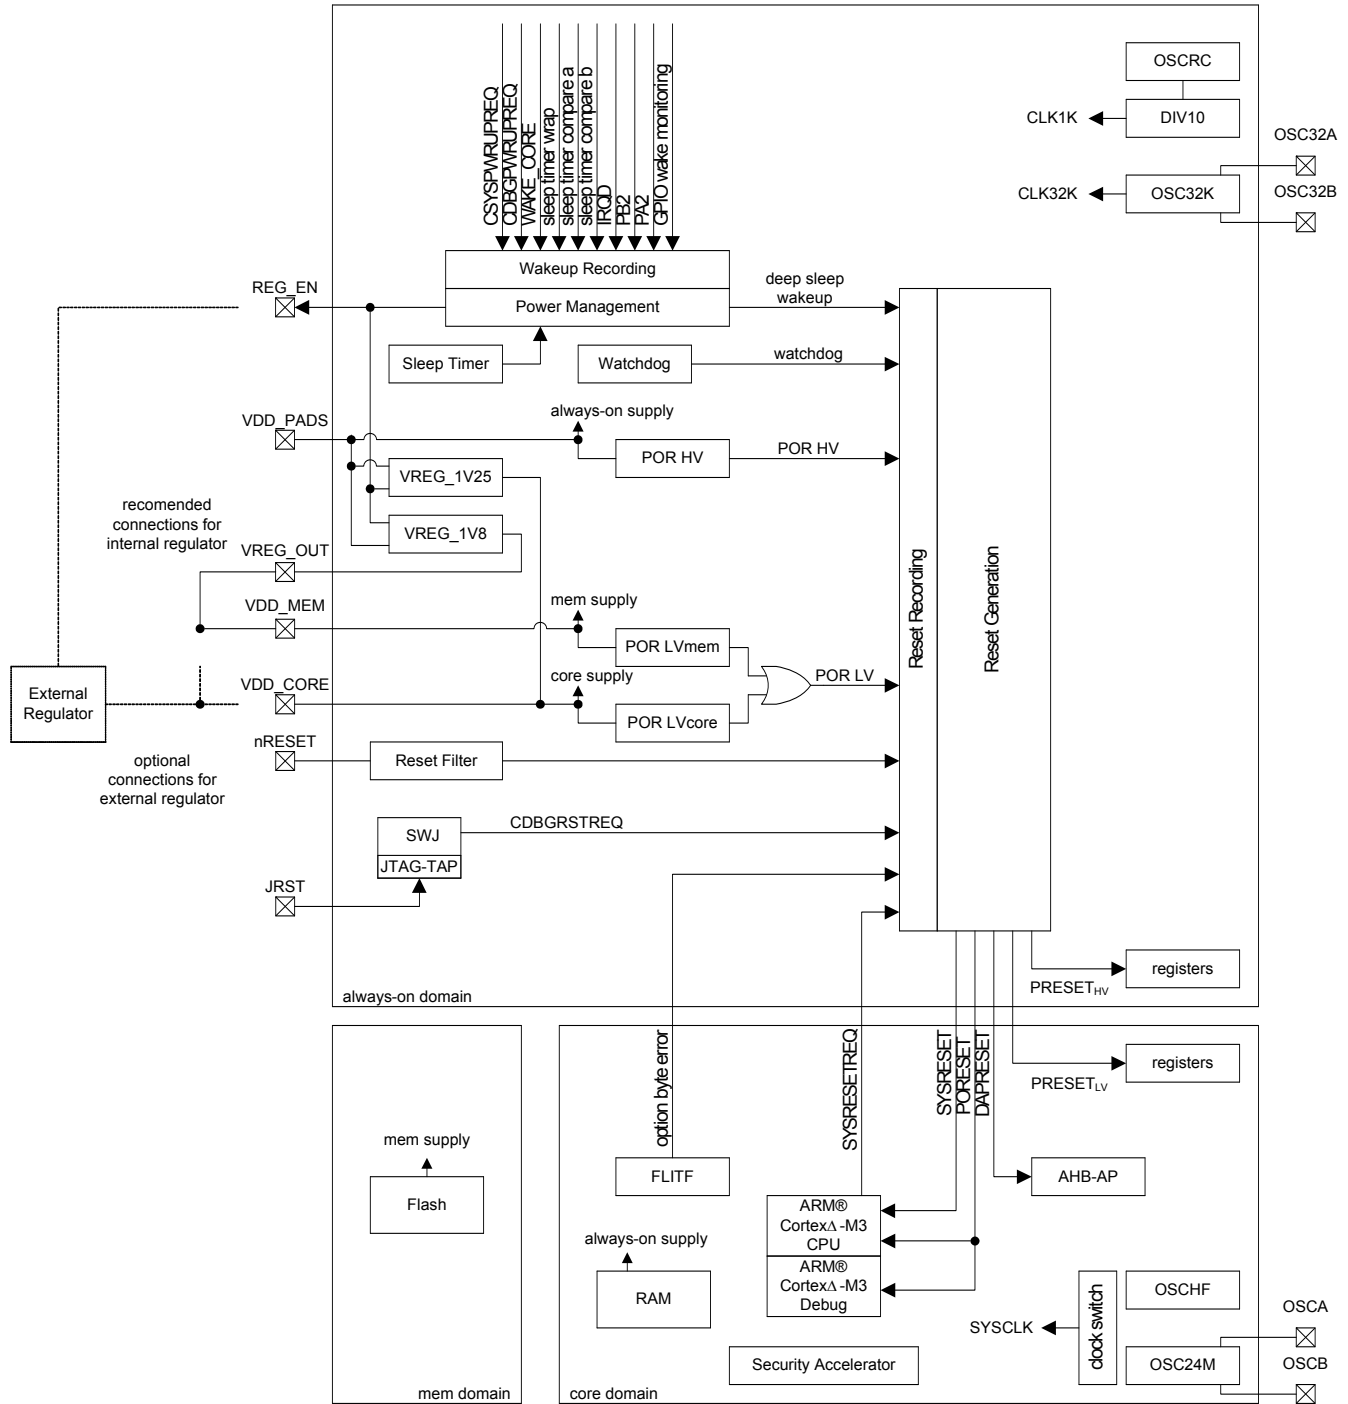 CSYSPWRUPREQ
CDBGPWRUPREQ
WAKE_CORE
sleep timer wrap
sleep timer compare a
sleep timer compare b
IRQD
PB2
PA2
GPIO wake monitoring
OSCRC
DIV10
CLK1K
OSC32A
OSC32K
CLK32K
OSC32B
Wakeup Recording
Power Management
deep sleep
wakeup
REG_EN
Sleep Timer
Watchdog
watchdog
VDD_PADS
always-on supply
POR HV
POR HV
VREG_1V25
VREG_1V8
recomended
connections for
internal regulator
VREG_OUT
VDD_MEM
mem supply
POR LVmem
Reset Recording
Reset Generation
External
Regulator
VDD_CORE
core supply
POR LVcore
POR LV
nRESET
Reset Filter
optional
connections for
external regulator
SWJ
JTAG-TAP
CDBGRSTREQ
JRST
registers
PRESETHV
always-on domain
option byte error
SYSRESETREQ
SYSRESET
PORESET
DAPRESET
registers
PRESETLV
mem supply
Flash
FLITF
AHB-AP
ARM®
Cortex∆ -M3
CPU
ARM®
Cortex∆ -M3
Debug
always-on supply
RAM
SYSCLK
clock switch
OSCHF
OSC24M
OSCA
OSCB
Security Accelerator
mem domain
core domain